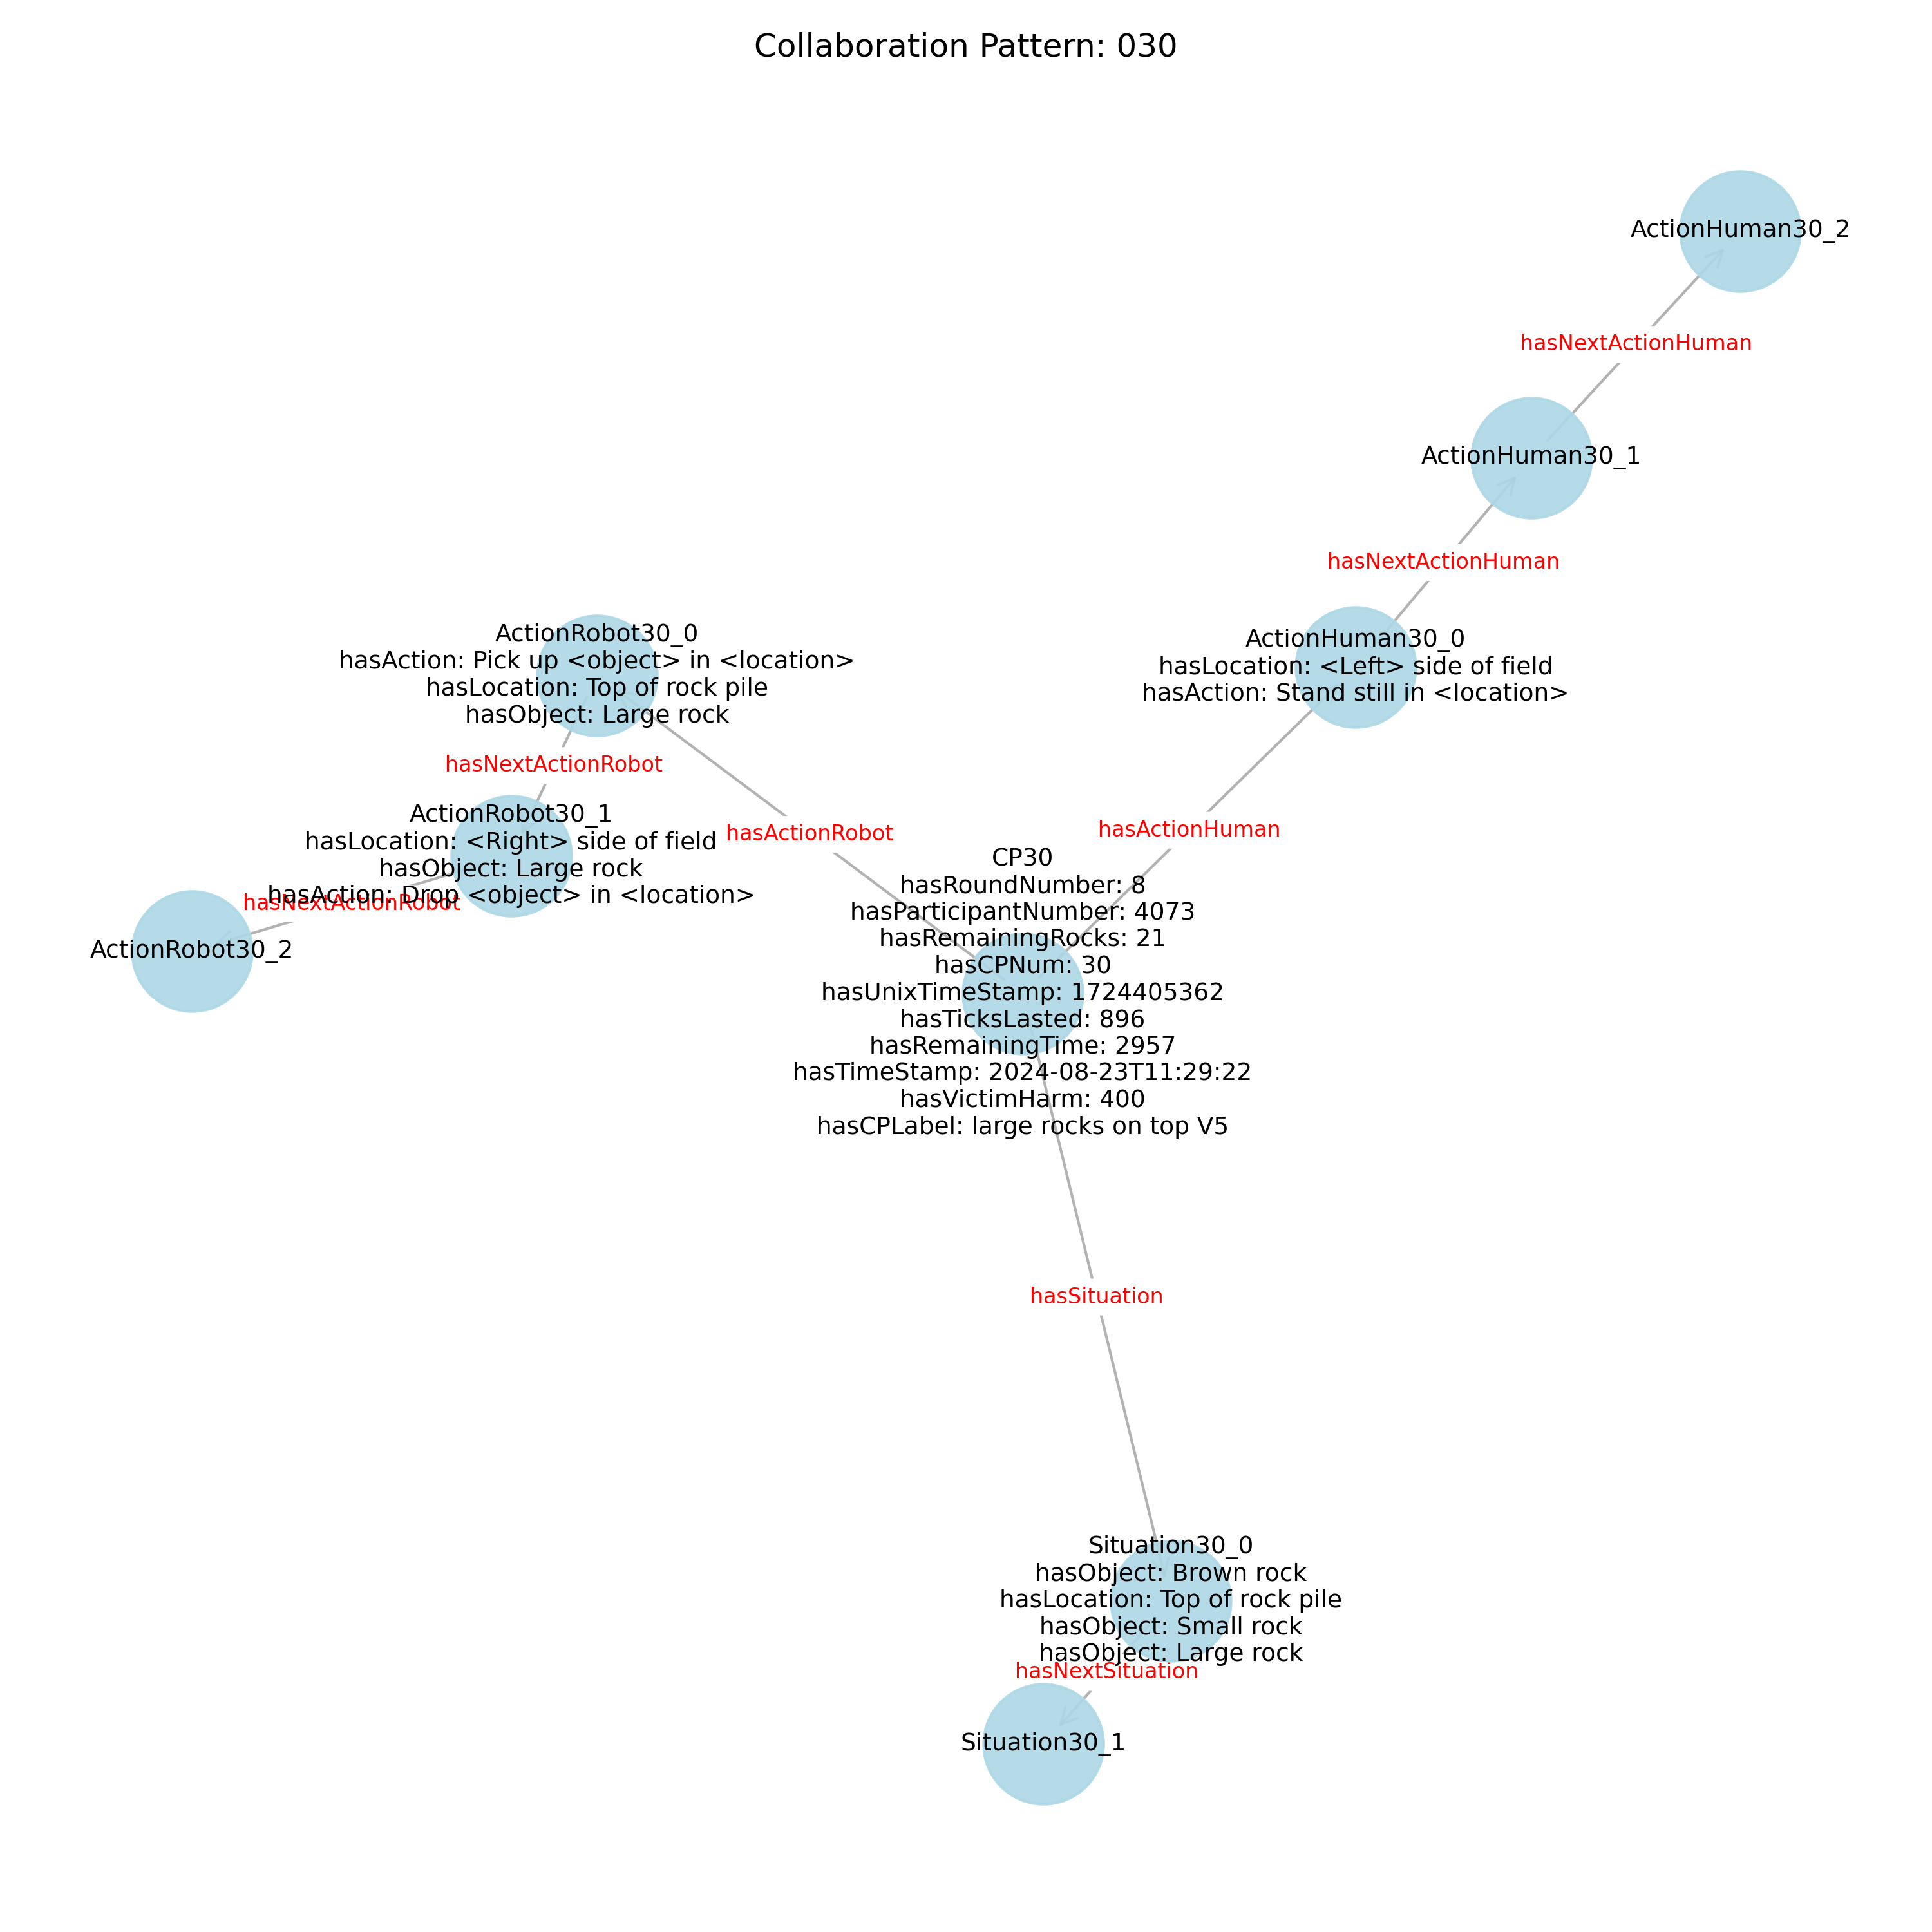 Collaboration Pattern: 030
ActionHuman30_2
hasNextActionHuman
ActionHuman30_1
hasNextActionHuman
ActionHuman30_0
hasLocation: <Left> side of field
hasAction: Stand still in <location>
ActionRobot30_0
hasAction: Pick up <object> in <location>
hasLocation: Top of rock pile
hasObject: Large rock
hasNextActionRobot
ActionRobot30_1
hasLocation: <Right> side of field
hasObject: Large rock
hasAction: Drop <object> in <location>
hasNextActionRobot
ActionRobot30_2
hasActionRobot
hasActionHuman
CP30
hasRoundNumber: 8
hasParticipantNumber: 4073
hasRemainingRocks: 21
hasCPNum: 30
hasUnixTimeStamp: 1724405362
hasTicksLasted: 896
hasRemainingTime: 2957
hasTimeStamp: 2024-08-23T11:29:22
hasVictimHarm: 400
hasCPLabel: large rocks on top V5
hasSituation
Situation30_0
hasObject: Brown rock
hasLocation: Top of rock pile
hasObject: Small rock
hasObject: Large rock
hasNextSituation
Situation30_1